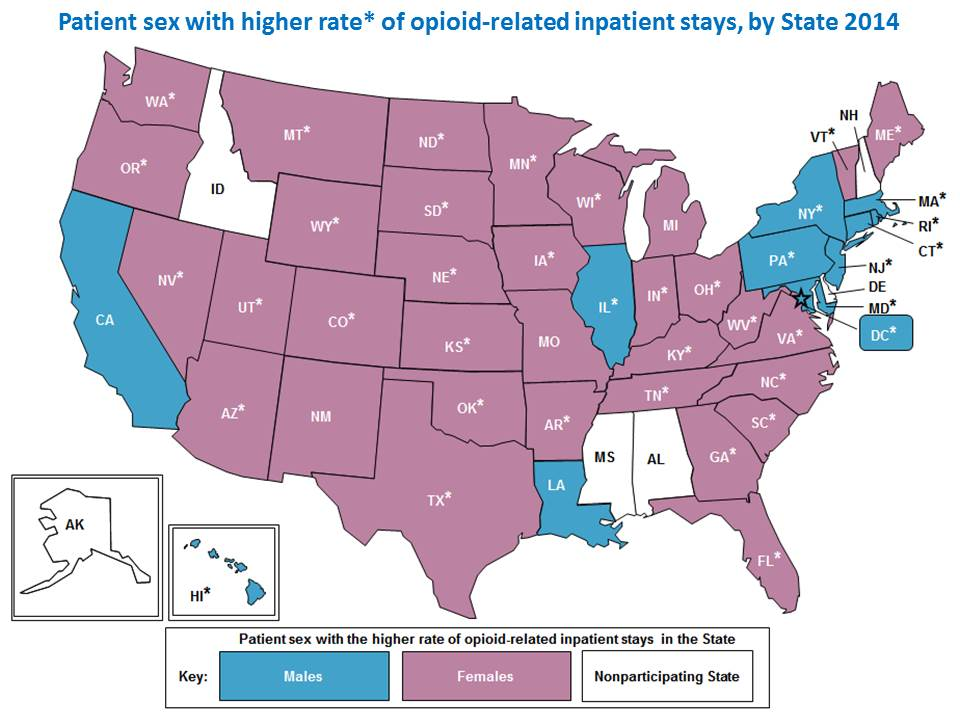 Patient sex with higher rate* of opioid-related inpatient stays, by State 2014
WA*
MT*
ND*
MN*
VT*
NH
ME*
OR*
ID
SD*
WI*
MI
NY*
MA*
RI*
CT*
WY*
NE*
IA*
PA*
NJ*
DE
MD*
DC*
NV*
UT*
CO*
KS*
MO
IL*
IN*
OH*
WV*
VA*
CA
KY*
NC*
AZ*
NM
OK*
AR*
TN*
SC*
MS
AL
GA*
LA
TX*
FL*
AK
HI*
Patient sex with the higher rate of opioid-related inpatient stays in the State
Key:
Males
Females
Nonparticipating State